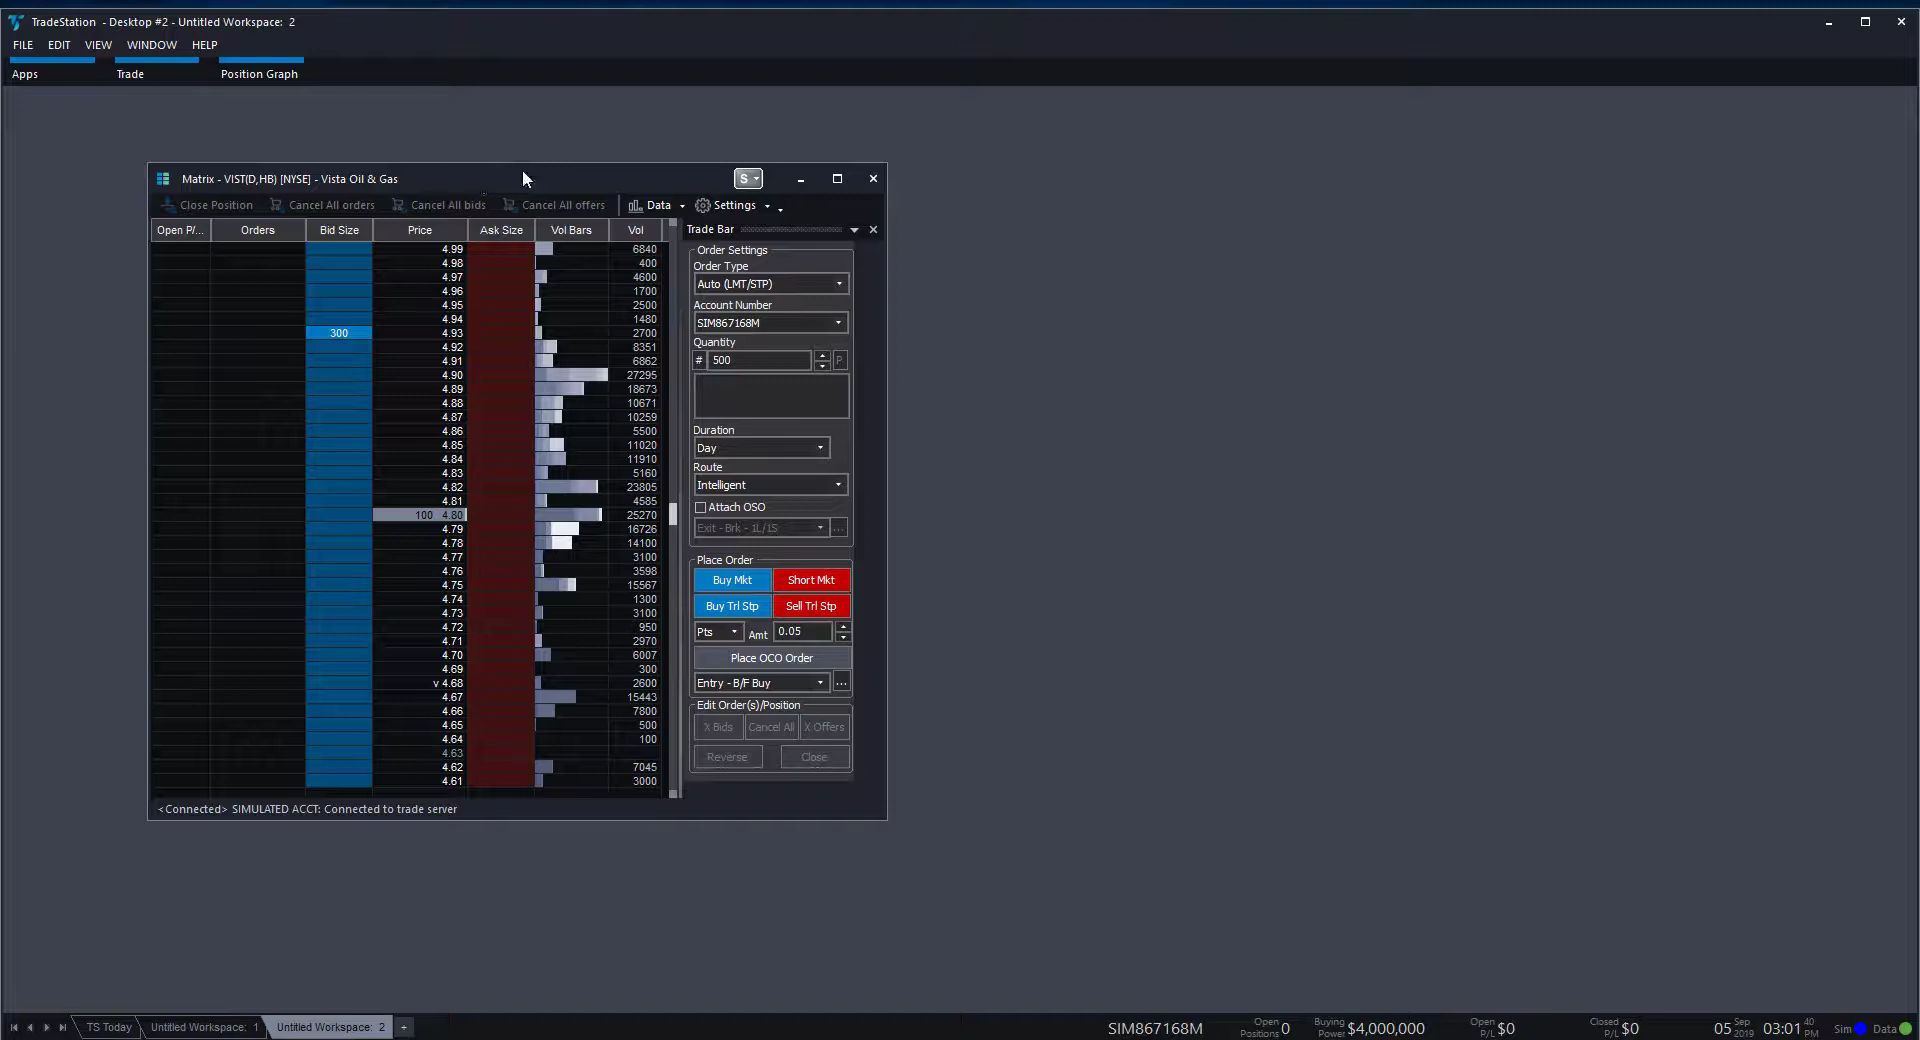 TradeStation - Desktop #2 - Untitled Workspace: 2
FILE EDIT VIEW WINDOW HELP
Apps Trade Position Graph
Matrix - VIST(D,HB) [NYSE] - Vista Oil & Gas S
Close Position Cancel All orders Cancel All bids Cancel All offers Data Settings
Open P/... Orders Bid Size Price Ask Size Vol Bars Vol
4.99 6840
4.98 400
4.97 4600
4.96 1700
4.95 2500
4.94 1480
300 4.93 2700
4.92 8351
4.91 6862
4.90 27295
4.89 18673
4.88 10671
4.87 10259
4.86 5500
4.85 11020
4.84 11910
4.83 5160
4.82 23805
4.81 4585
100 4.80 25270
4.79 16726
4.78 14100
4.77 3100
4.76 3598
4.75 15567
4.74 1300
4.73 3100
4.72 950
4.71 2970
4.70 6007
4.69 300
v 4.68 2600
4.67 15443
4.66 7800
4.65 500
4.64 100
4.63
4.62 7045
4.61 3000
Trade Bar
Order Settings
Order Type
Auto (LMT/STP)
Account Number
SIM867168M
Quantity
# 500 P
Duration
Day
Route
Intelligent
Attach OSO
Exit - Brk - 1L/1S ...
Place Order
Buy Mkt Short Mkt
Buy Trl Stp Sell Trl Stp
Pts Amt 0.05
Place OCO Order
Entry - B/F Buy ...
Edit Order(s)/Position
X Bids Cancel All X Offers
Reverse Close
<Connected> SIMULATED ACCT: Connected to trade server
TS Today Untitled Workspace: 1 Untitled Workspace: 2 +
SIM867168M Open Positions 0 Buying Power $4,000,000 Open P/L $0 Closed P/L $0 05 Sep 2019 03:01 40 PM Sim Data